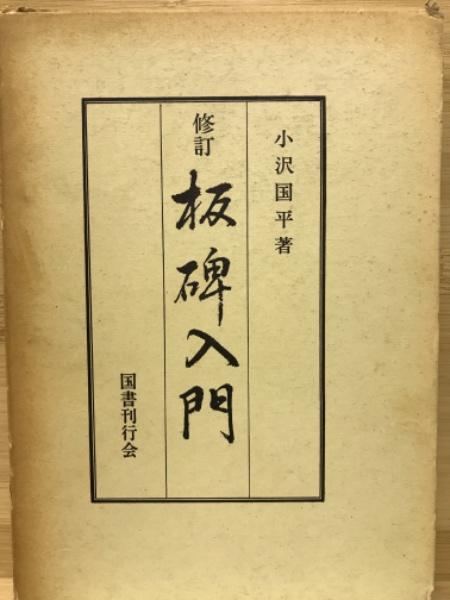 小沢国平著
修訂
板碑入門
国書刊行会